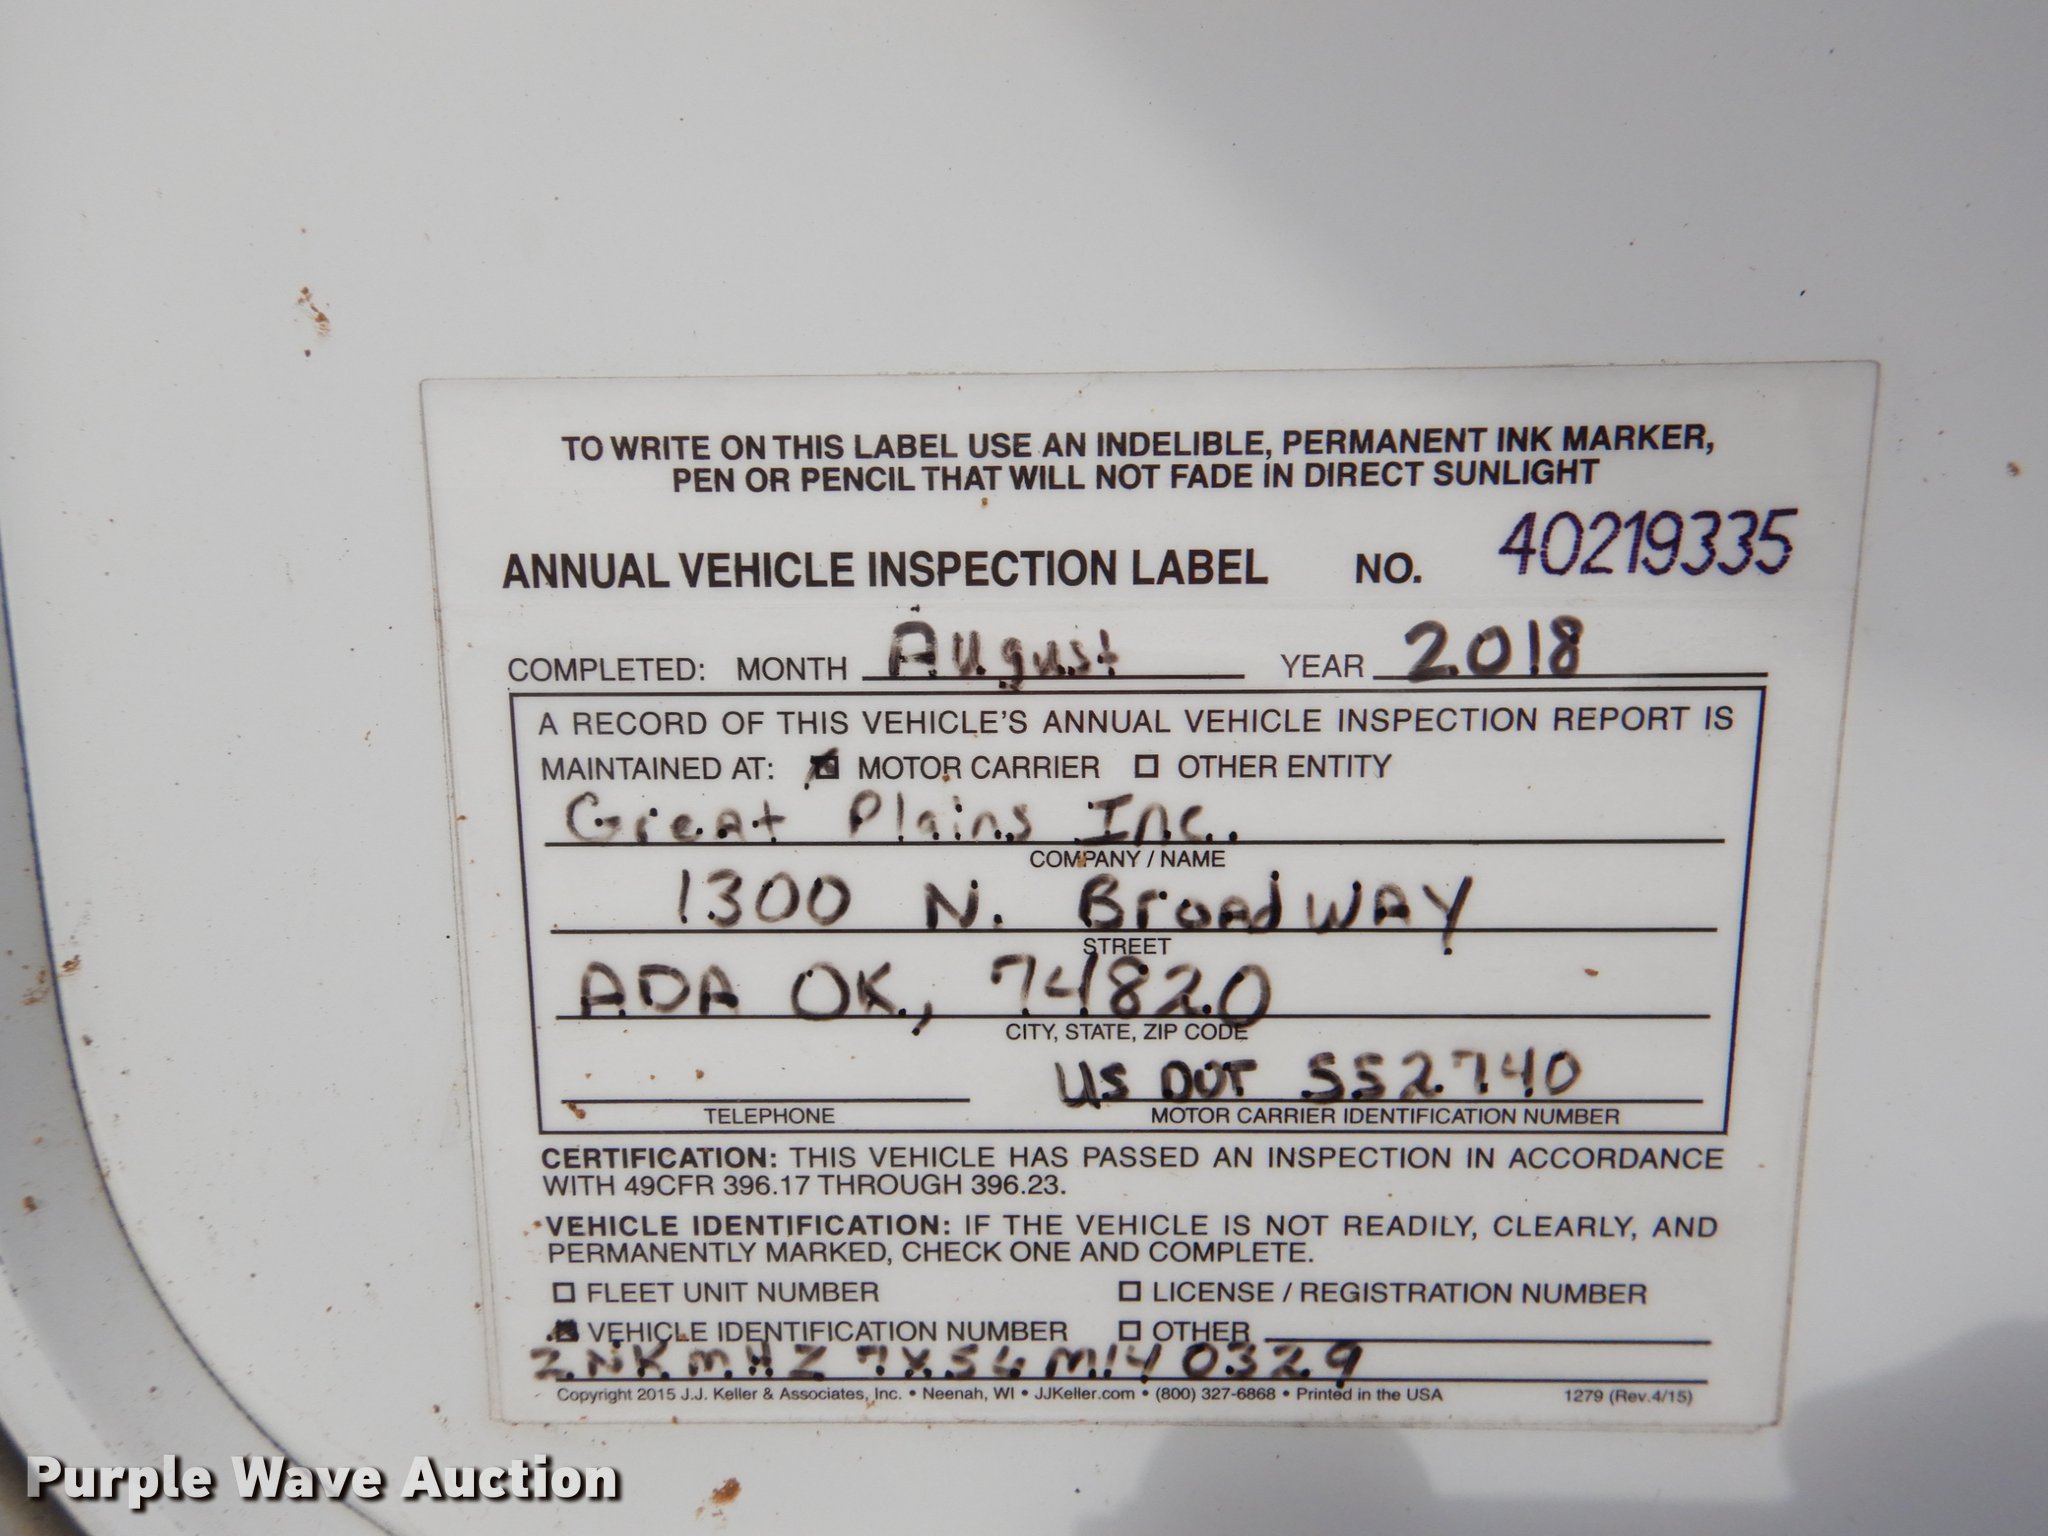 TO WRITE ON THIS LABEL USE AN INDELIBLE, PERMANENT INK MARKER,
PEN OR PENCIL THAT WILL NOT FADE IN DIRECT SUNLIGHT
ANNUAL VEHICLE INSPECTION LABEL NO. 40219335
COMPLETED: MONTH August YEAR 2018
A RECORD OF THIS VEHICLE'S ANNUAL VEHICLE INSPECTION REPORT IS
MAINTAINED AT: MOTOR CARRIER OTHER ENTITY
Great Plains Inc.
COMPANY / NAME
1300 N. Broadway
STREET
ADA OK, 74820
CITY, STATE, ZIP CODE
US DOT 552740
TELEPHONE MOTOR CARRIER IDENTIFICATION NUMBER
CERTIFICATION: THIS VEHICLE HAS PASSED AN INSPECTION IN ACCORDANCE
WITH 49CFR 396.17 THROUGH 396.23.
VEHICLE IDENTIFICATION: IF THE VEHICLE IS NOT READILY, CLEARLY, AND
PERMANENTLY MARKED, CHECK ONE AND COMPLETE.
FLEET UNIT NUMBER LICENSE / REGISTRATION NUMBER
VEHICLE IDENTIFICATION NUMBER OTHER
2NKMHZ7X56M140329
Copyright 2015 J.J. Keller & Associates, Inc. • Neenah, WI • JJKeller.com • (800) 327-6868 • Printed in the USA 1279 (Rev.4/15)
Purple Wave Auction